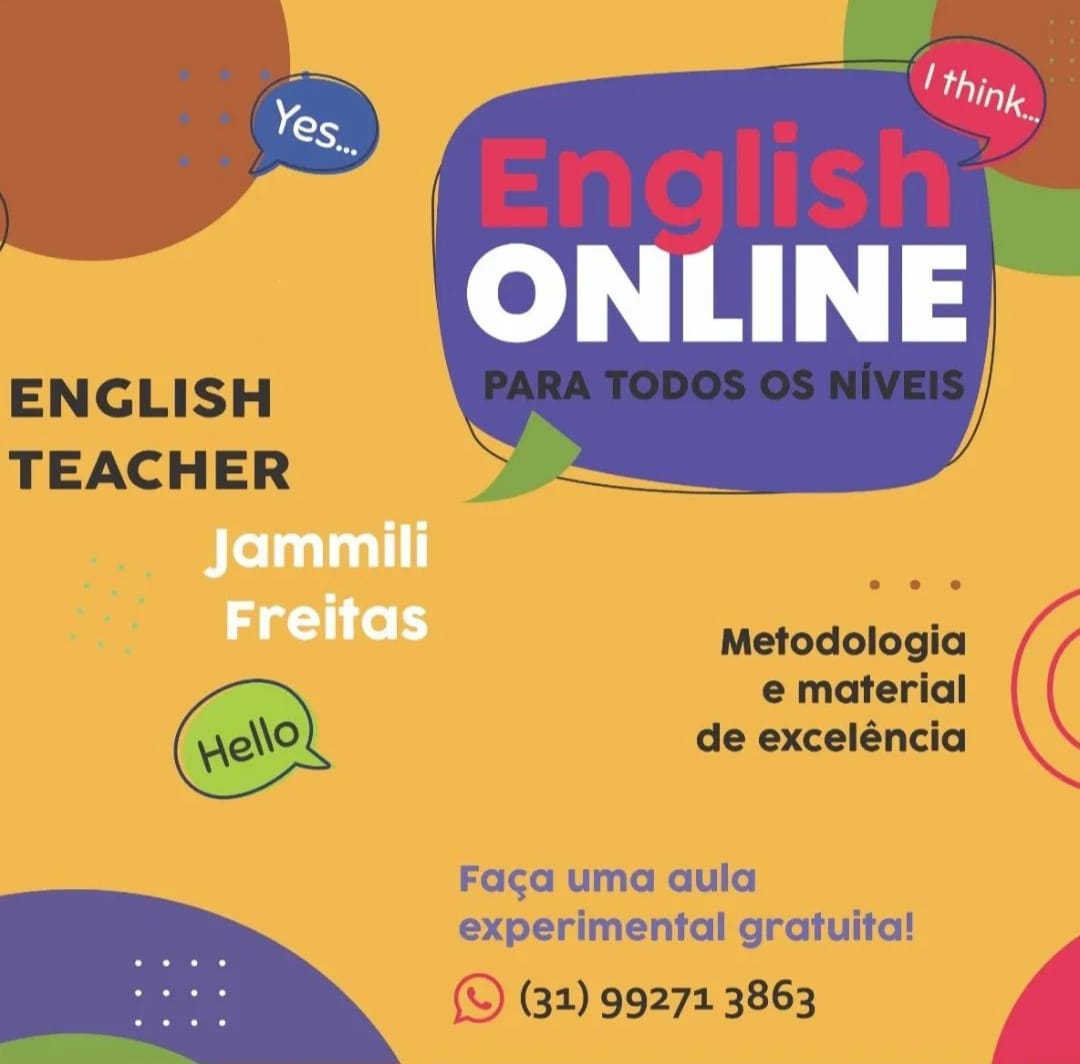 Yes...
I think...
English
ONLINE
PARA TODOS OS NÍVEIS
ENGLISH
TEACHER
Jammili
Freitas
Hello
Metodologia
e material
de excelência
Faça uma aula
experimental gratuita!
(31) 99271 3863